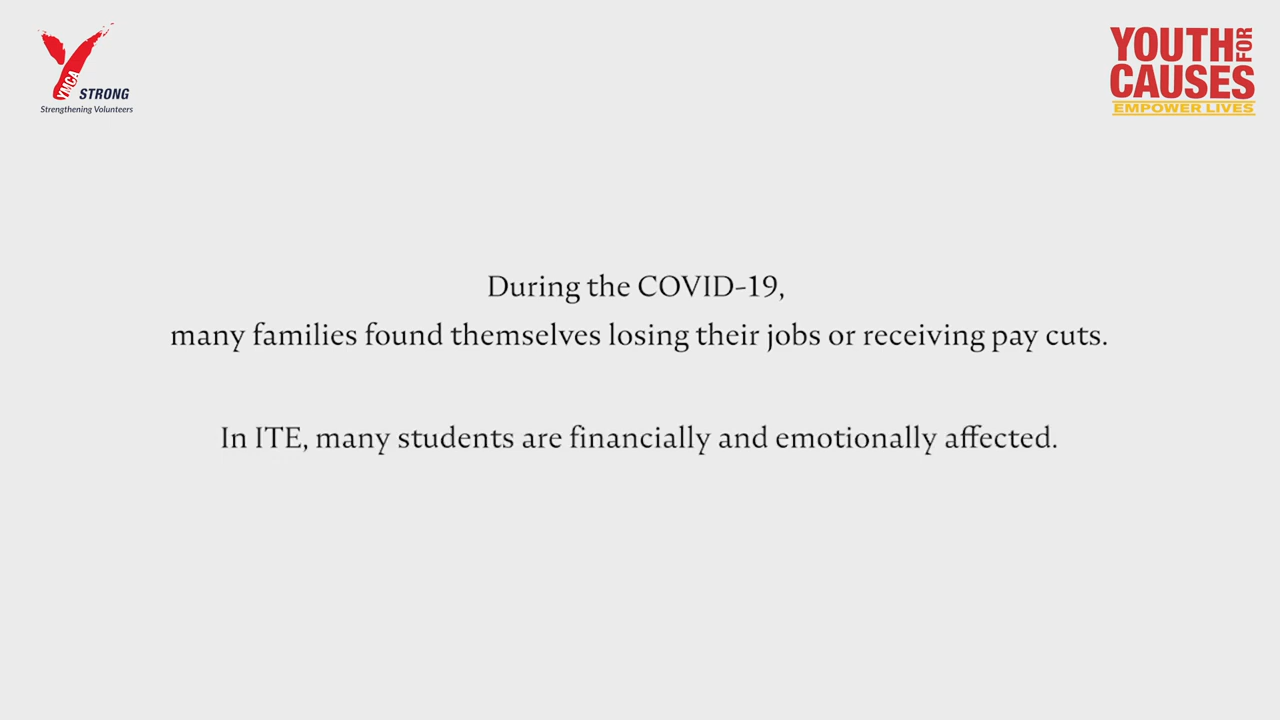 YMCA
STRONG
Strengthening Volunteers
YOUTH FOR
CAUSES
EMPOWER LIVES
During the COVID-19,
many families found themselves losing their jobs or receiving pay cuts.
In ITE, many students are financially and emotionally affected.